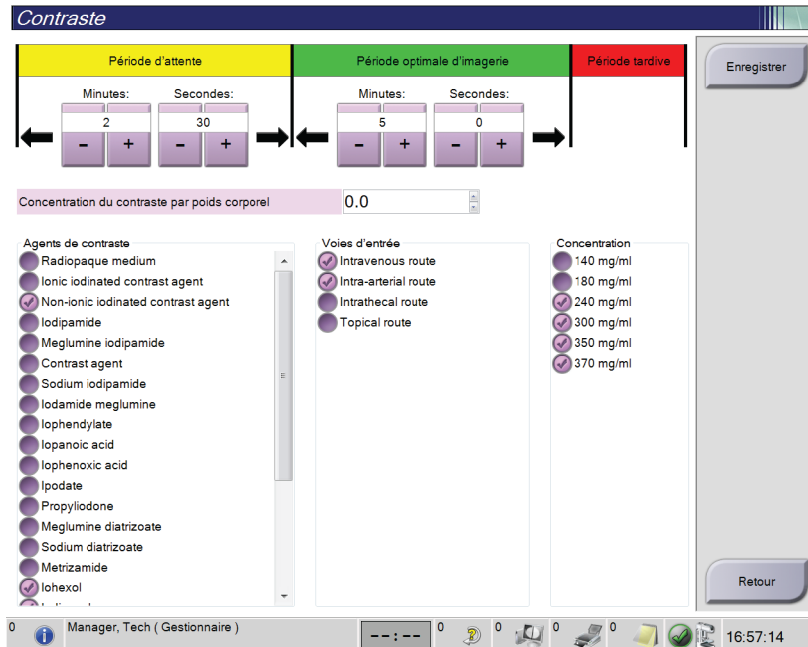 Contraste
Période d'attente
Période optimale d'imagerie
Période tardive
Enregistrer
Minutes: Secondes: Minutes: Secondes:
2 30 5 0
- + - + - + - +
Concentration du contraste par poids corporel 0.0
Agents de contraste
Radiopaque medium
Ionic iodinated contrast agent
Non-ionic iodinated contrast agent
Iodipamide
Meglumine iodipamide
Contrast agent
Sodium iodipamide
Iodamide meglumine
Iophendylate
Iopanoic acid
Iophenoxic acid
Ipodate
Propyliodone
Meglumine diatrizoate
Sodium diatrizoate
Metrizamide
Iohexol
Voies d'entrée
Intravenous route
Intra-arterial route
Intrathecal route
Topical route
Concentration
140 mg/ml
180 mg/ml
240 mg/ml
300 mg/ml
350 mg/ml
370 mg/ml
Retour
0 Manager, Tech ( Gestionnaire ) --:-- 0 0 0 0 16:57:14